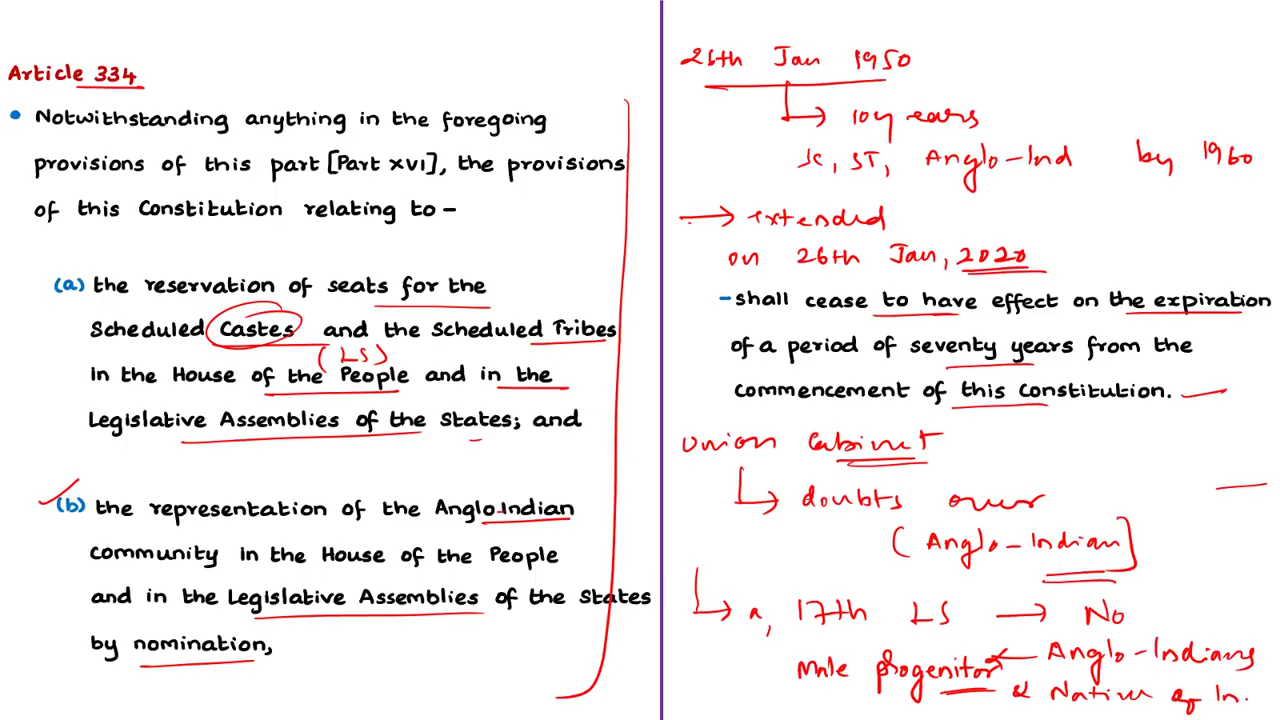 Article 334
• Notwithstanding anything in the foregoing
provisions of this part [Part XVI], the provisions
of this Constitution relating to –
(a) the reservation of seats for the
Scheduled Castes and the Scheduled Tribes
(LS)
in the House of the People and in the
Legislative Assemblies of the States; and
(b) the representation of the Anglo-Indian
community in the House of the People
and in the Legislative Assemblies of the States
by nomination,
26th Jan 1950
10 years
SC, ST, Anglo-Ind by 1960
→ extended
on 26th Jan, 2020
-shall cease to have effect on the expiration
of a period of seventy years from the
commencement of this Constitution.
Union Cabinet
doubts over
(Anglo-Indian]
17th LS → No
Male progenitor ← Anglo-Indians
& Native of In.